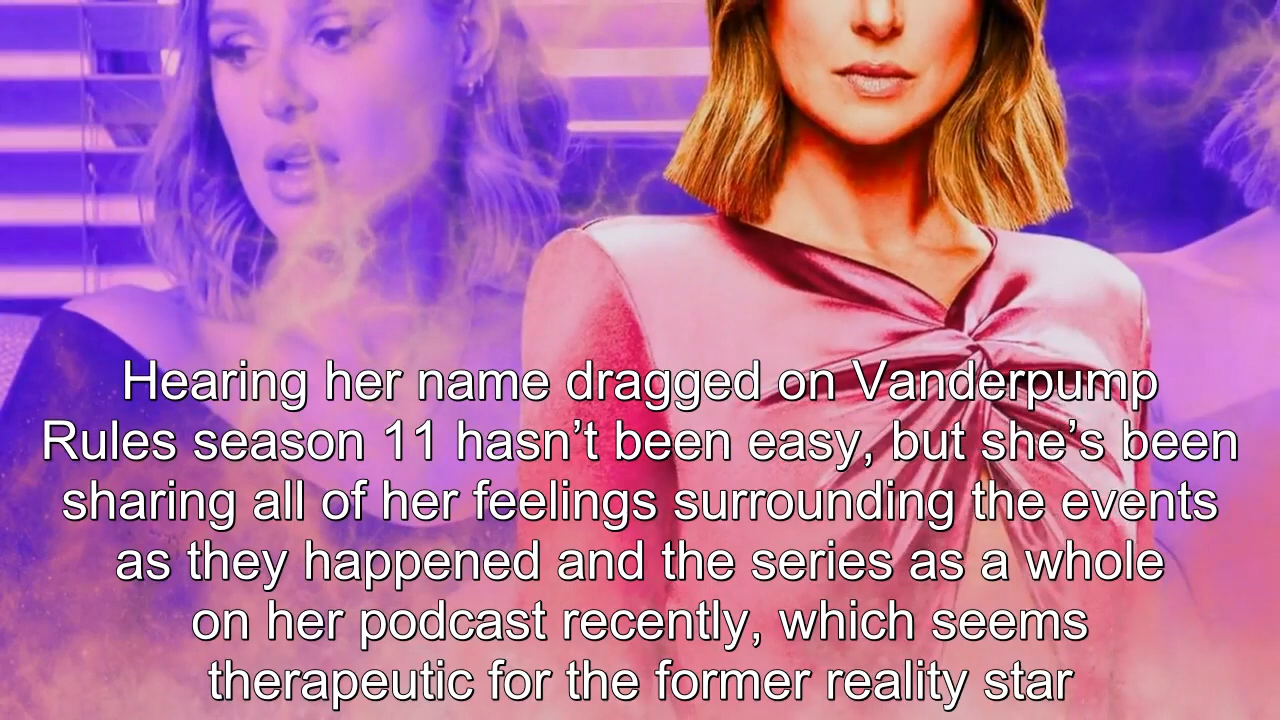 Hearing her name dragged on Vanderpump
Rules season 11 hasn’t been easy, but she’s been
sharing all of her feelings surrounding the events
as they happened and the series as a whole
on her podcast recently, which seems
therapeutic for the former reality star